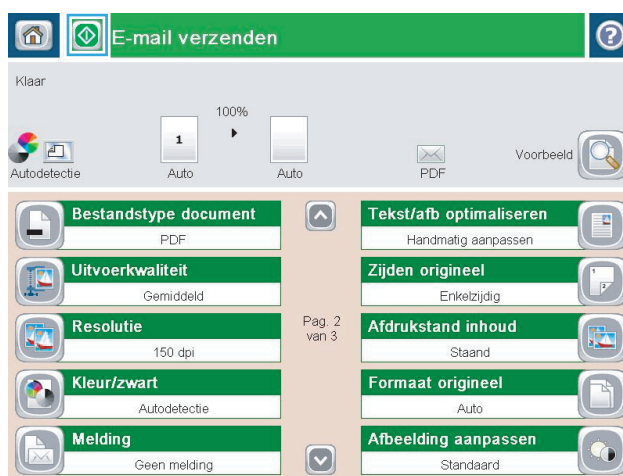 E-mail verzenden
Klaar
100%
1
Autodetectie
Auto
Auto
PDF
Voorbeeld
Bestandstype document
PDF
Uitvoerkwaliteit
Gemiddeld
Resolutie
150 dpi
Kleur/zwart
Autodetectie
Melding
Geen melding
Pag. 2
van 3
Tekst/afb optimaliseren
Handmatig aanpassen
Zijden origineel
1
2
Enkelzijdig
Afdrukstand inhoud
Staand
Formaat origineel
Auto
Afbeelding aanpassen
Standaard